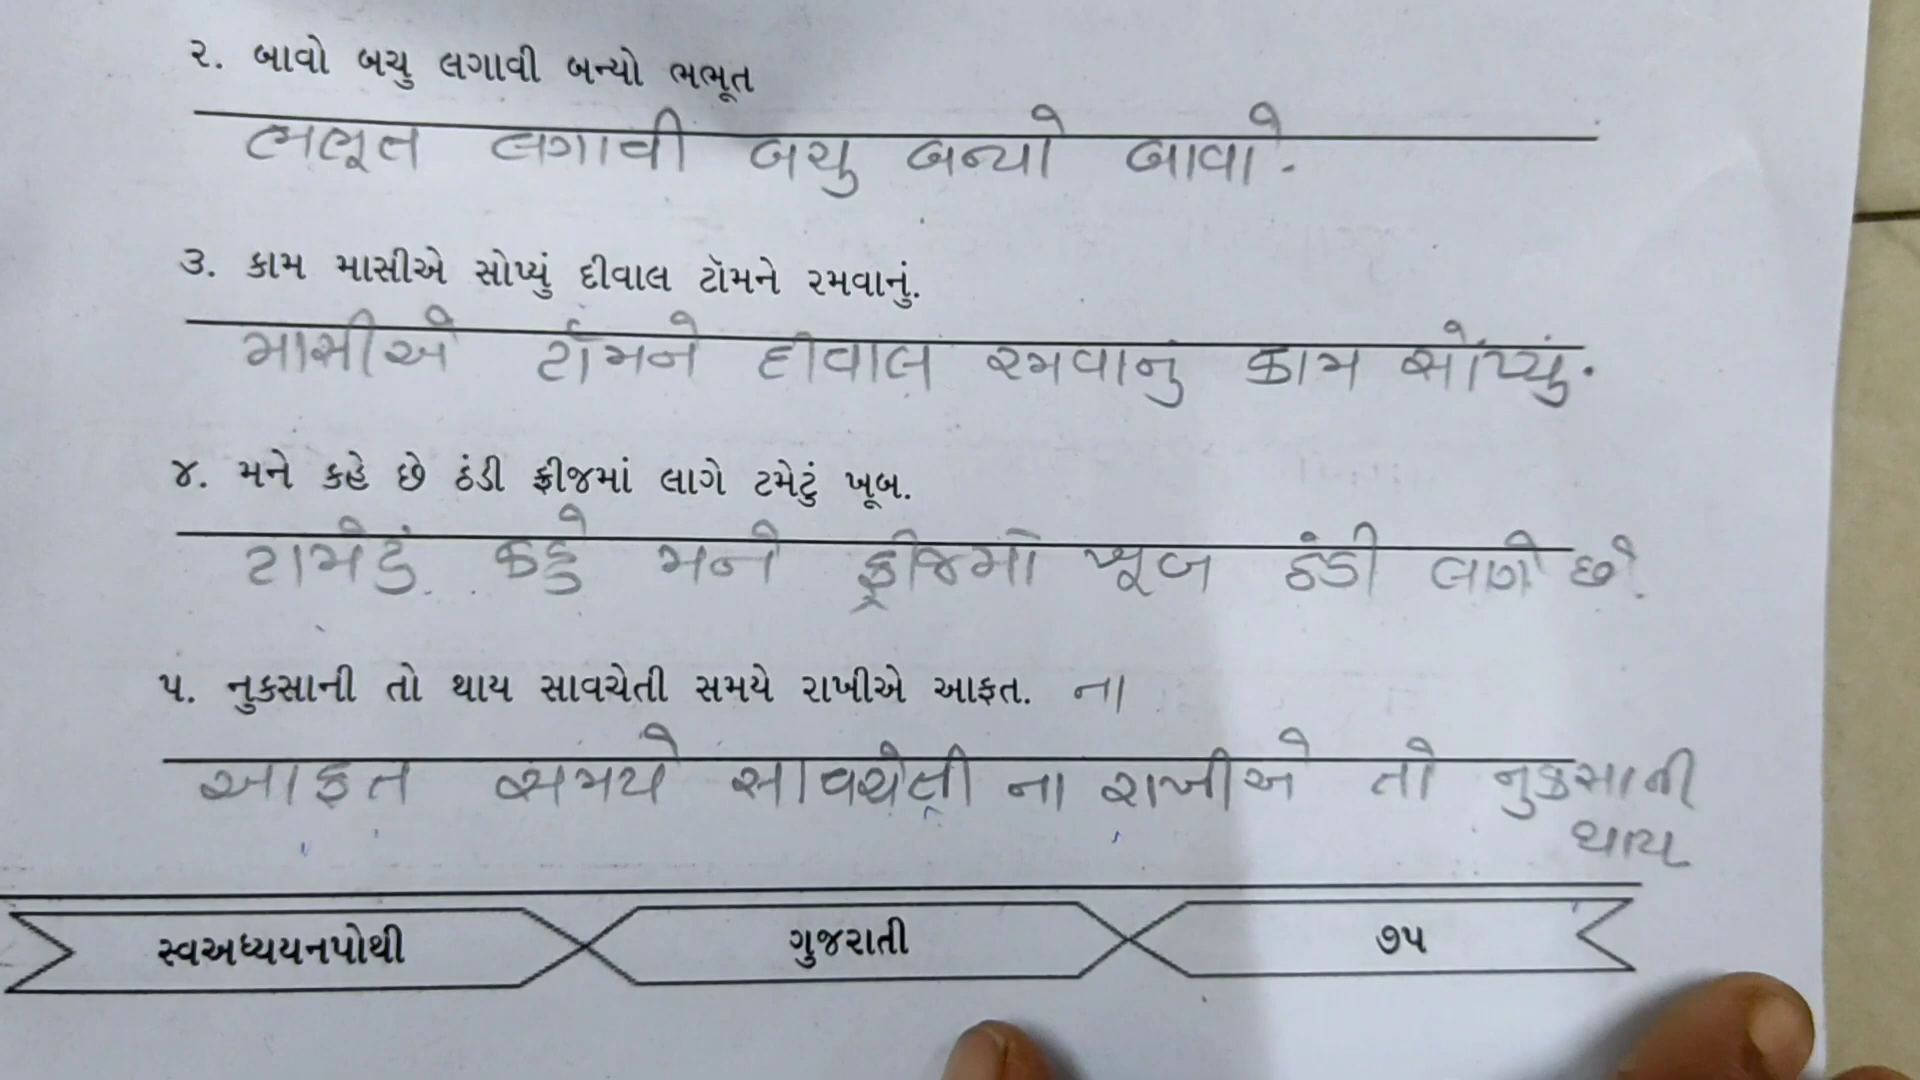 ૨. બાવો બચુ લગાવી બન્યો ભભૂત
ભભૂત લગાવી બચુ બન્યો બાવો.
૩. કામ માસીએ સોપ્યું દીવાલ ટૉમને રમવાનું.
માસીએ ટૉમને દીવાલ રમવાનુ કામ સોંપ્યું.
૪. મને કહે છે ઠંડી ફ્રીજમાં લાગે ટમેટું ખૂબ.
ટામેટું કહે મને ફ્રીજમાં ખૂબ ઠંડી લાગે છે.
૫. નુકસાની તો થાય સાવચેતી સમયે રાખીએ આફત. ના
આફત સમયે સાવચેતી ના રાખીએ તો નુકસાની
થાય
સ્વઅધ્યયનપોથી ગુજરાતી ૭૫